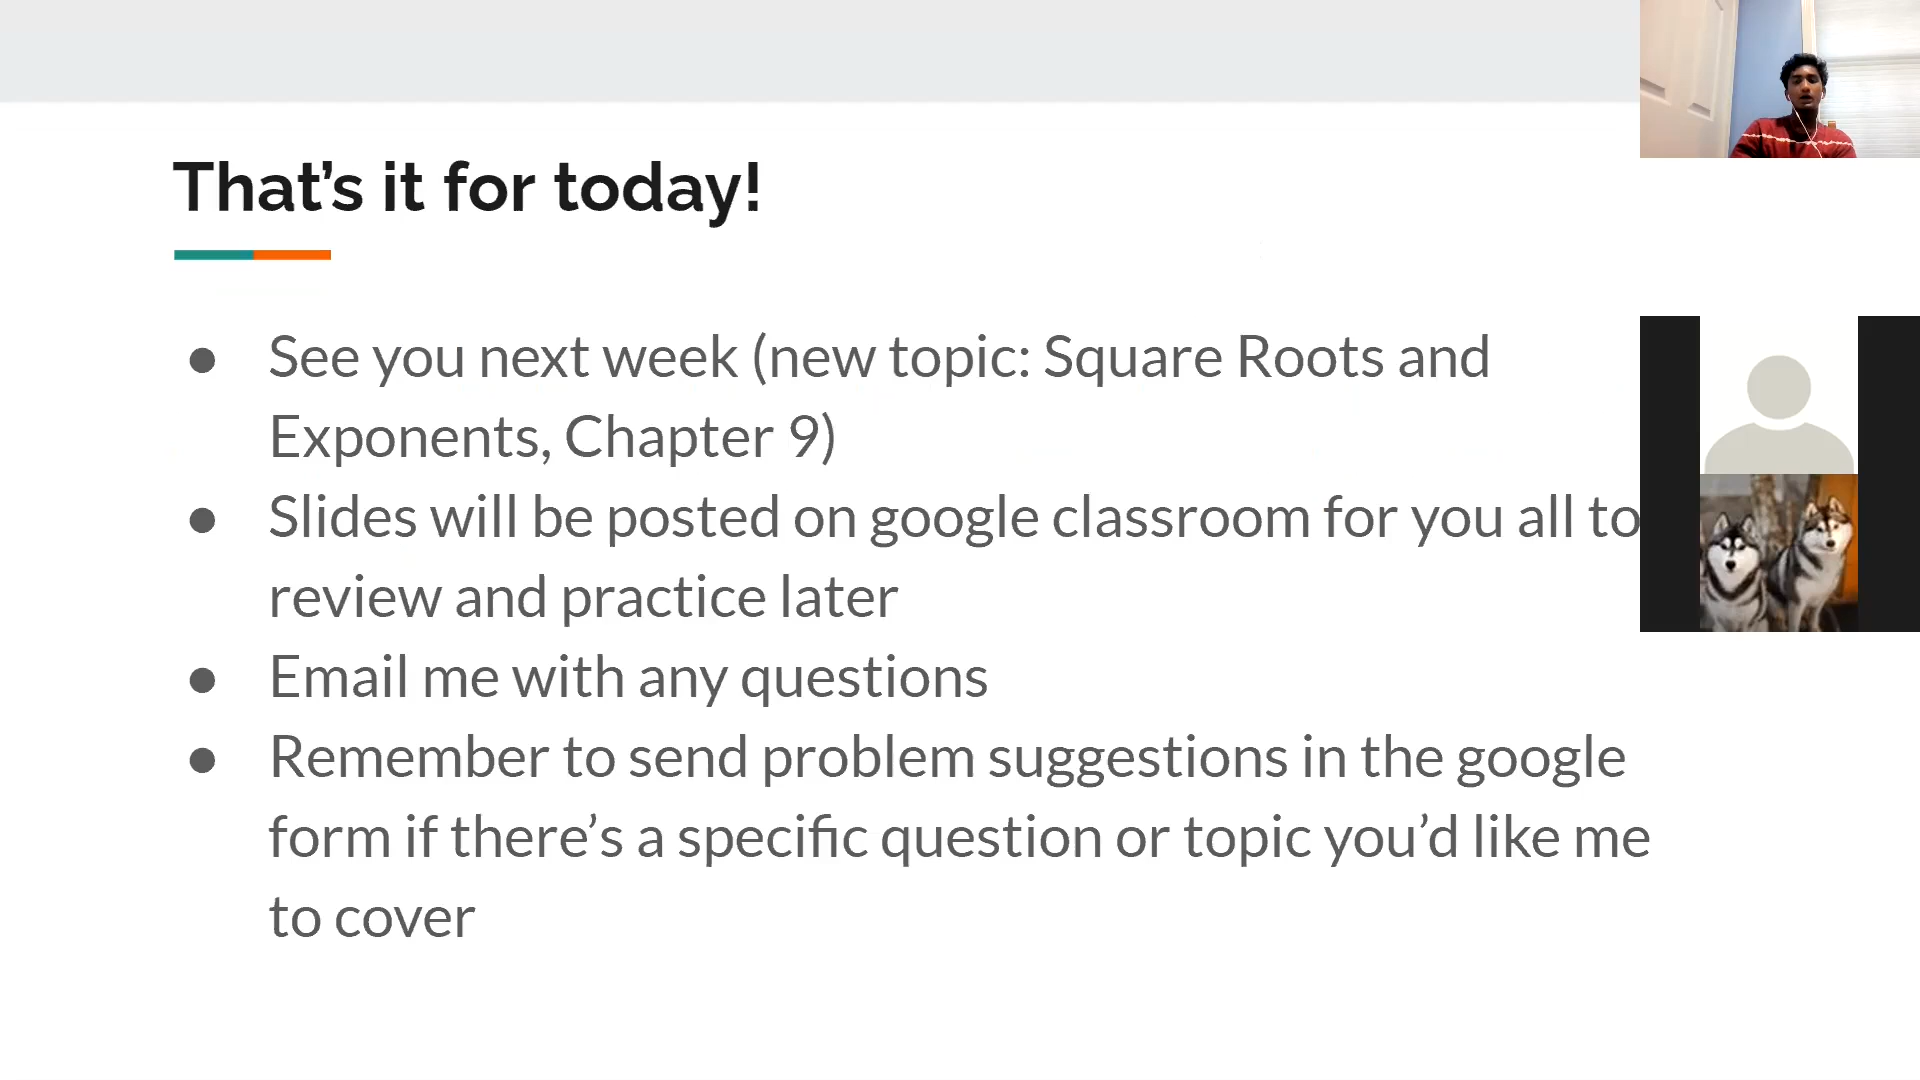 That’s it for today!
● See you next week (new topic: Square Roots and
Exponents, Chapter 9)
● Slides will be posted on google classroom for you all to
review and practice later
● Email me with any questions
● Remember to send problem suggestions in the google
form if there’s a specific question or topic you’d like me
to cover